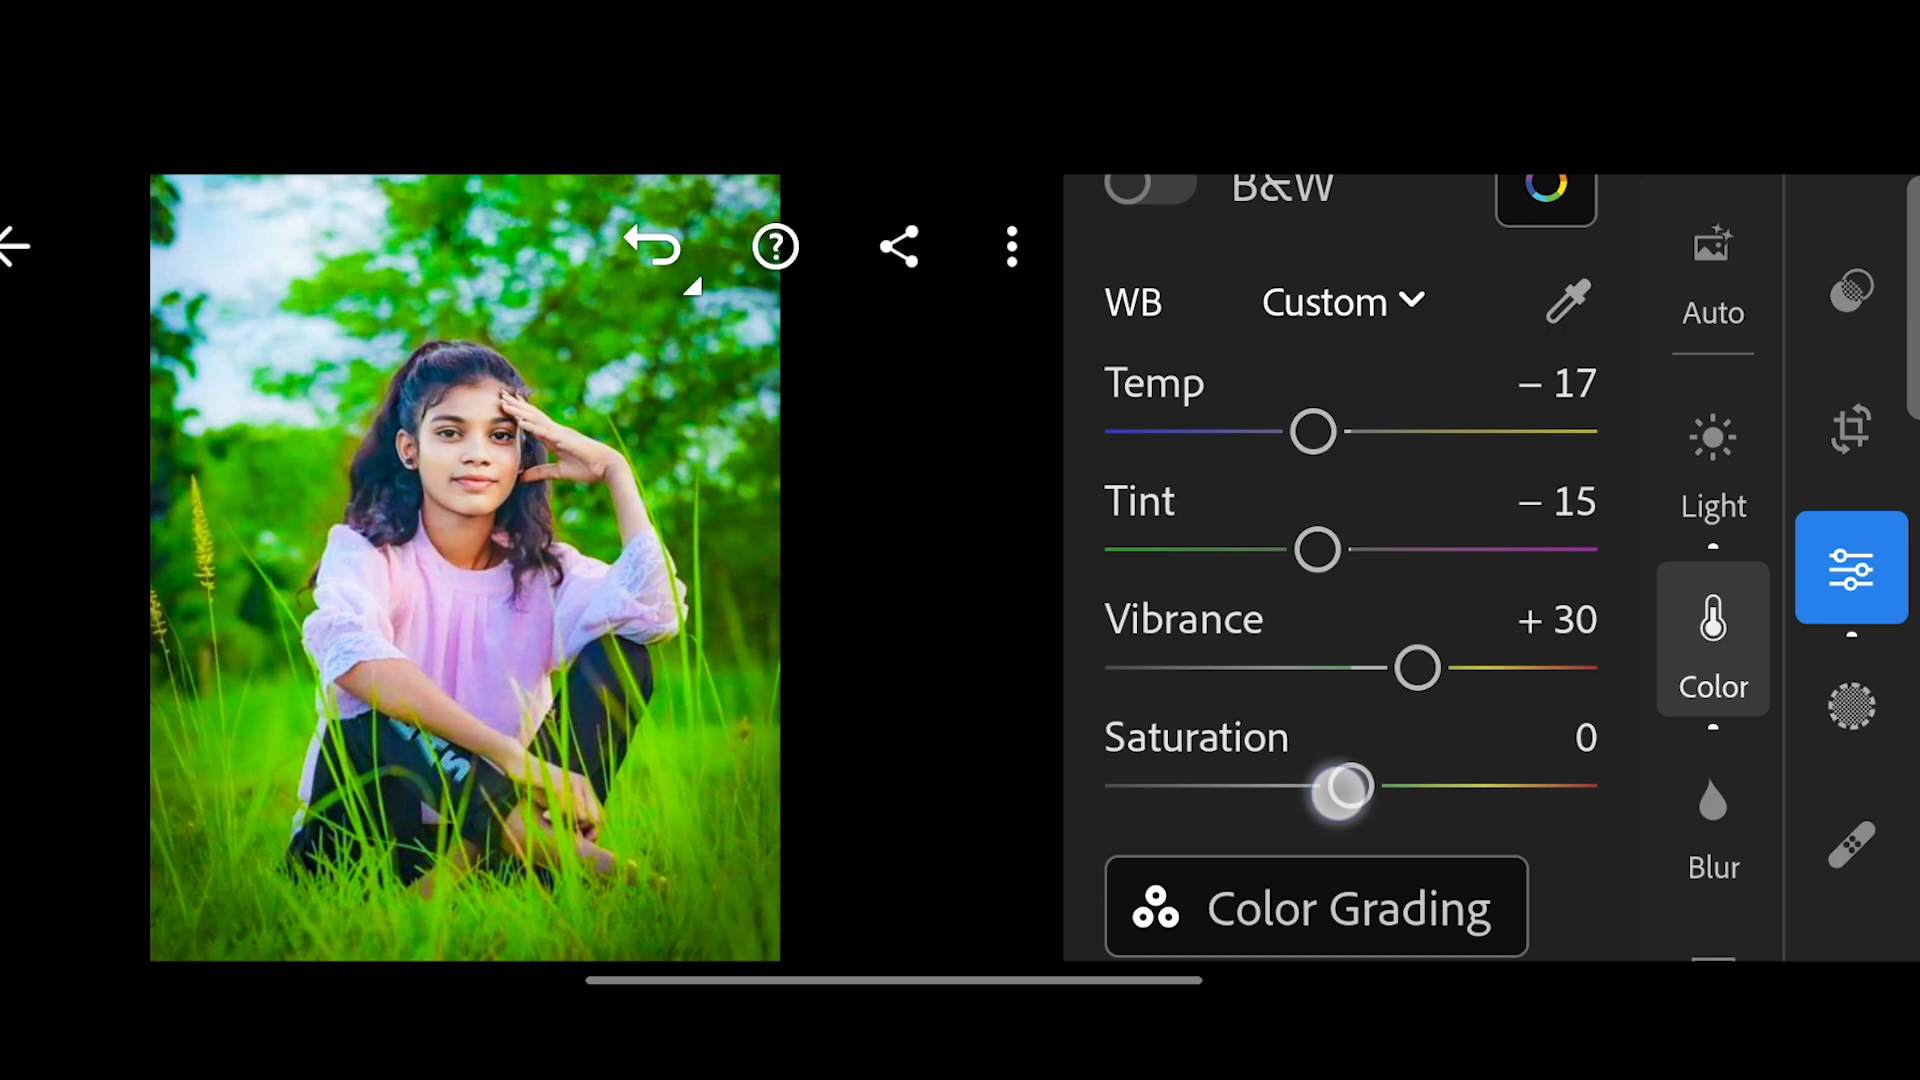 B&W
WB Custom
Temp – 17
Tint – 15
Vibrance + 30
Saturation 0
Color Grading
Auto
Light
Color
Blur